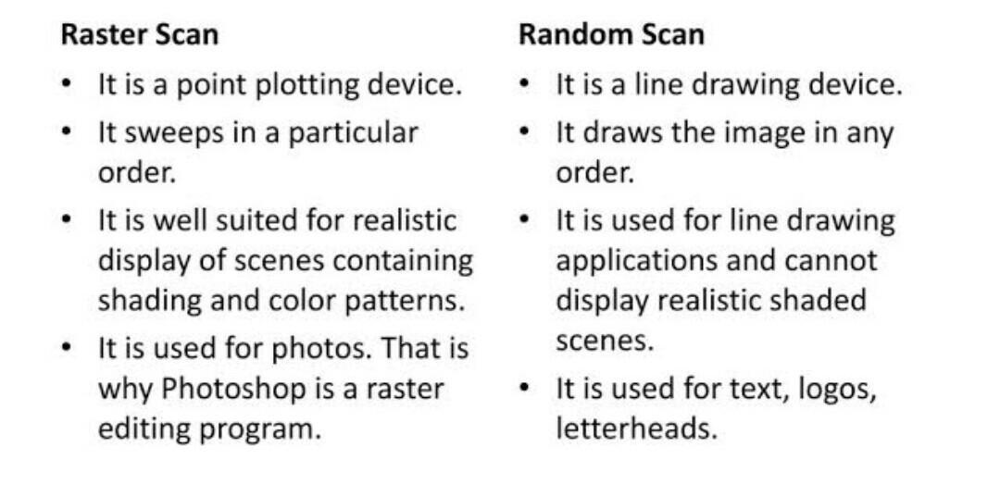 Raster Scan
• It is a point plotting device.
• It sweeps in a particular
order.
• It is well suited for realistic
display of scenes containing
shading and color patterns.
• It is used for photos. That is
why Photoshop is a raster
editing program.
Random Scan
• It is a line drawing device.
• It draws the image in any
order.
• It is used for line drawing
applications and cannot
display realistic shaded
scenes.
• It is used for text, logos,
letterheads.